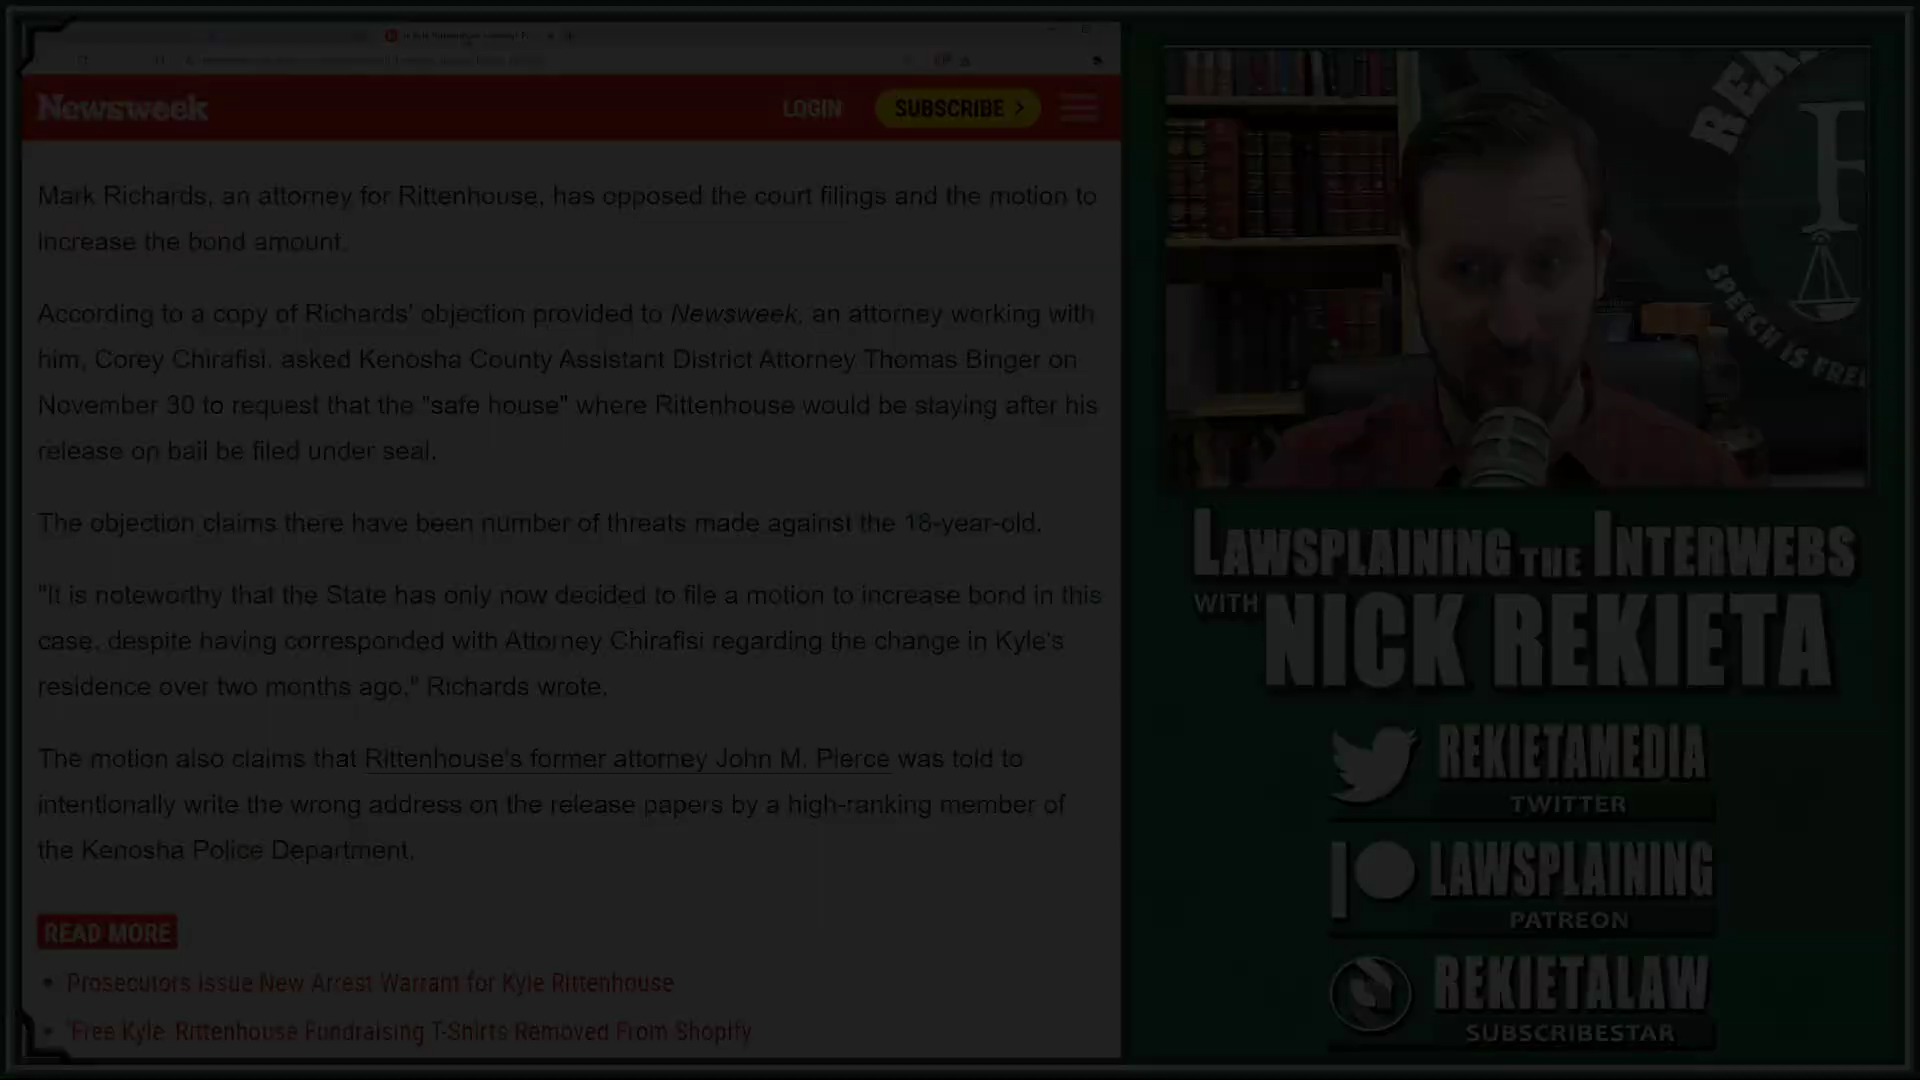 Newsweek
LOGIN
SUBSCRIBE >
Mark Richards, an attorney for Rittenhouse, has opposed the court filings and the motion to
increase the bond amount.
According to a copy of Richards' objection provided to Newsweek, an attorney working with
him, Corey Chirafisi, asked Kenosha County Assistant District Attorney Thomas Binger on
November 30 to request that the "safe house" where Rittenhouse would be staying after his
release on bail be filed under seal.
The objection claims there have been number of threats made against the 18-year-old.
"It is noteworthy that the State has only now decided to file a motion to increase bond in this
case, despite having corresponded with Attorney Chirafisi regarding the change in Kyle's
residence over two months ago," Richards wrote.
The motion also claims that Rittenhouse's former attorney John M. Pierce was told to
intentionally write the wrong address on the release papers by a high-ranking member of
the Kenosha Police Department.
READ MORE
• Prosecutors Issue New Arrest Warrant for Kyle Rittenhouse
• 'Free Kyle' Rittenhouse Fundraising T-Shirts Removed From Shopify
SPEECH IS FREE
LAWSPLAINING THE INTERWEBS
WITH NICK REKIETA
REKIETAMEDIA
TWITTER
LAWSPLAINING
PATREON
REKIETALAW
SUBSCRIBESTAR